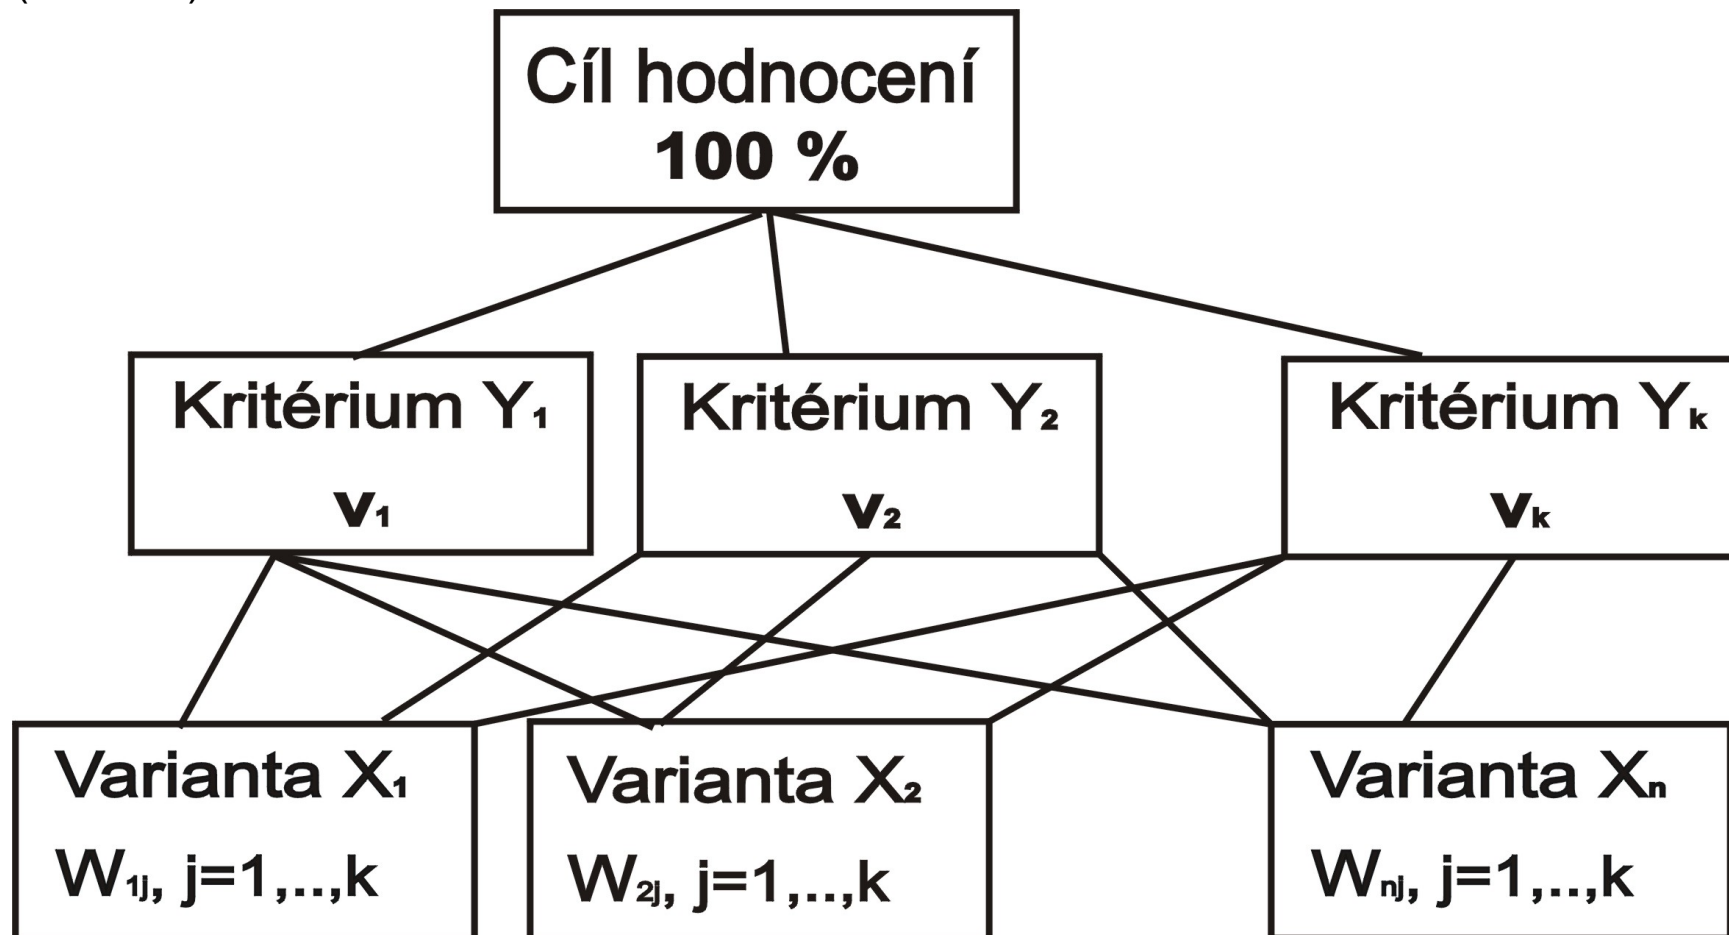 Cíl hodnocení
100 %
Kritérium Y₁
v₁
Kritérium Y₂
v₂
Kritérium Yₖ
vₖ
Varianta X₁
W₁ⱼ, j=1,..,k
Varianta X₂
W₂ⱼ, j=1,..,k
Varianta Xₙ
Wₙⱼ, j=1,..,k